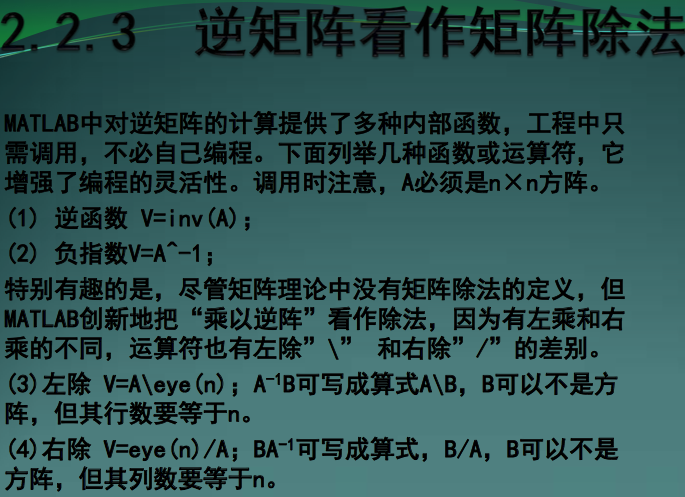 2.2.3 逆矩阵看作矩阵除法
MATLAB中对逆矩阵的计算提供了多种内部函数，工程中只
需调用，不必自己编程。下面列举几种函数或运算符，它
增强了编程的灵活性。调用时注意，A必须是n×n方阵。
(1) 逆函数 V=inv(A);
(2) 负指数V=A^-1;
特别有趣的是，尽管矩阵理论中没有矩阵除法的定义，但
MATLAB创新地把“乘以逆阵”看作除法，因为有左乘和右
乘的不同，运算符也有左除”\” 和右除”/”的差别。
(3)左除 V=A\eye(n); A⁻¹B可写成算式A\B，B可以不是方
阵，但其行数要等于n。
(4)右除 V=eye(n)/A; BA⁻¹可写成算式，B/A，B可以不是
方阵，但其列数要等于n。